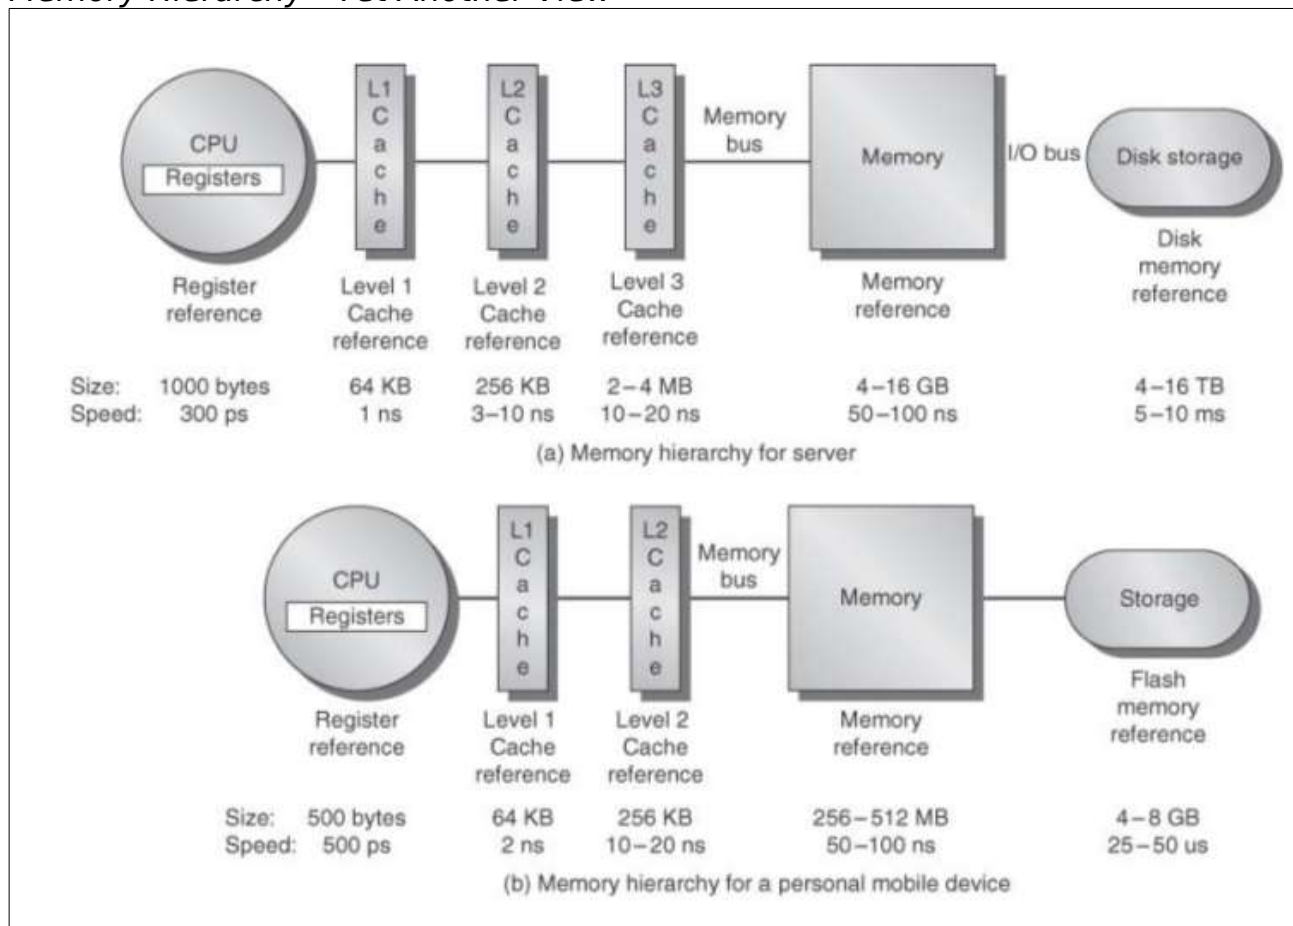 Memory Hierarchy - Yet Another View
CPU
Registers
L1
Cache
L2
Cache
L3
Cache
Memory
bus
Memory
I/O bus
Disk storage
Register
reference
Level 1
Cache
reference
Level 2
Cache
reference
Level 3
Cache
reference
Memory
reference
Disk
memory
reference
Size: 1000 bytes 64 KB 256 KB 2–4 MB 4–16 GB 4–16 TB
Speed: 300 ps 1 ns 3–10 ns 10–20 ns 50–100 ns 5–10 ms
(a) Memory hierarchy for server
CPU
Registers
L1
Cache
L2
Cache
Memory
bus
Memory
Storage
Register
reference
Level 1
Cache
reference
Level 2
Cache
reference
Memory
reference
Flash
memory
reference
Size: 500 bytes 64 KB 256 KB 256–512 MB 4–8 GB
Speed: 500 ps 2 ns 10–20 ns 50–100 ns 25–50 us
(b) Memory hierarchy for a personal mobile device